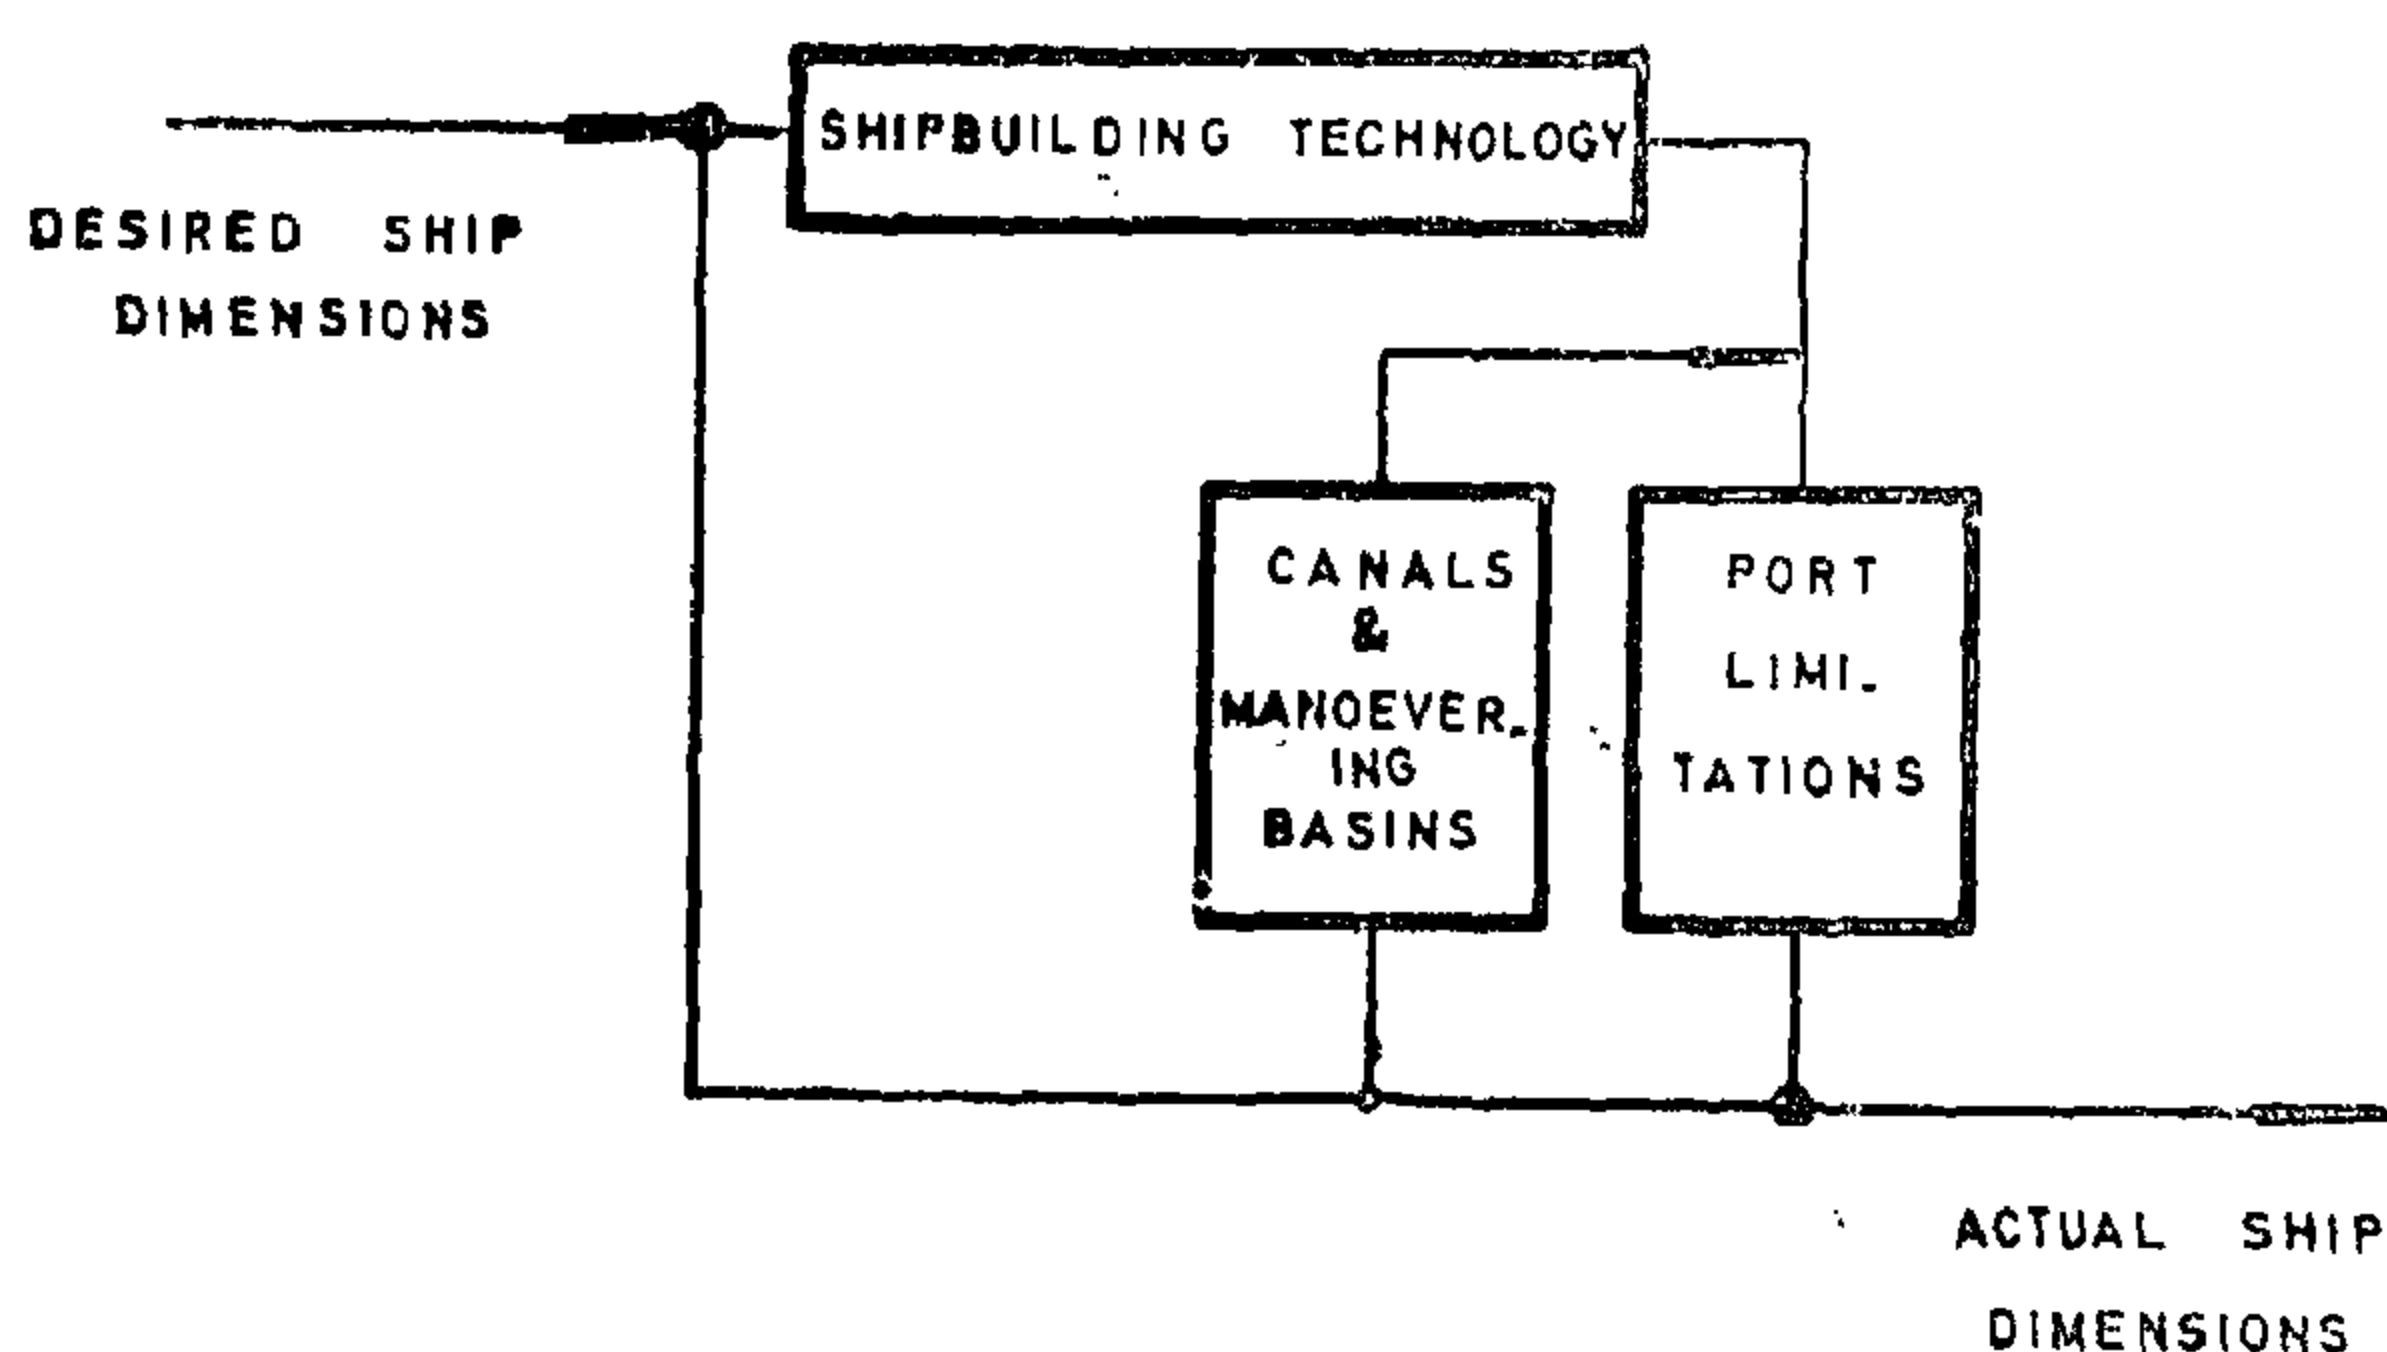 SHIPBUILDING TECHNOLOGY
DESIRED SHIP
DIMENSIONS
CANALS
&
MANOEVER-
ING
BASINS
PORT
LIMI-
TATIONS
ACTUAL SHIP
DIMENSIONS